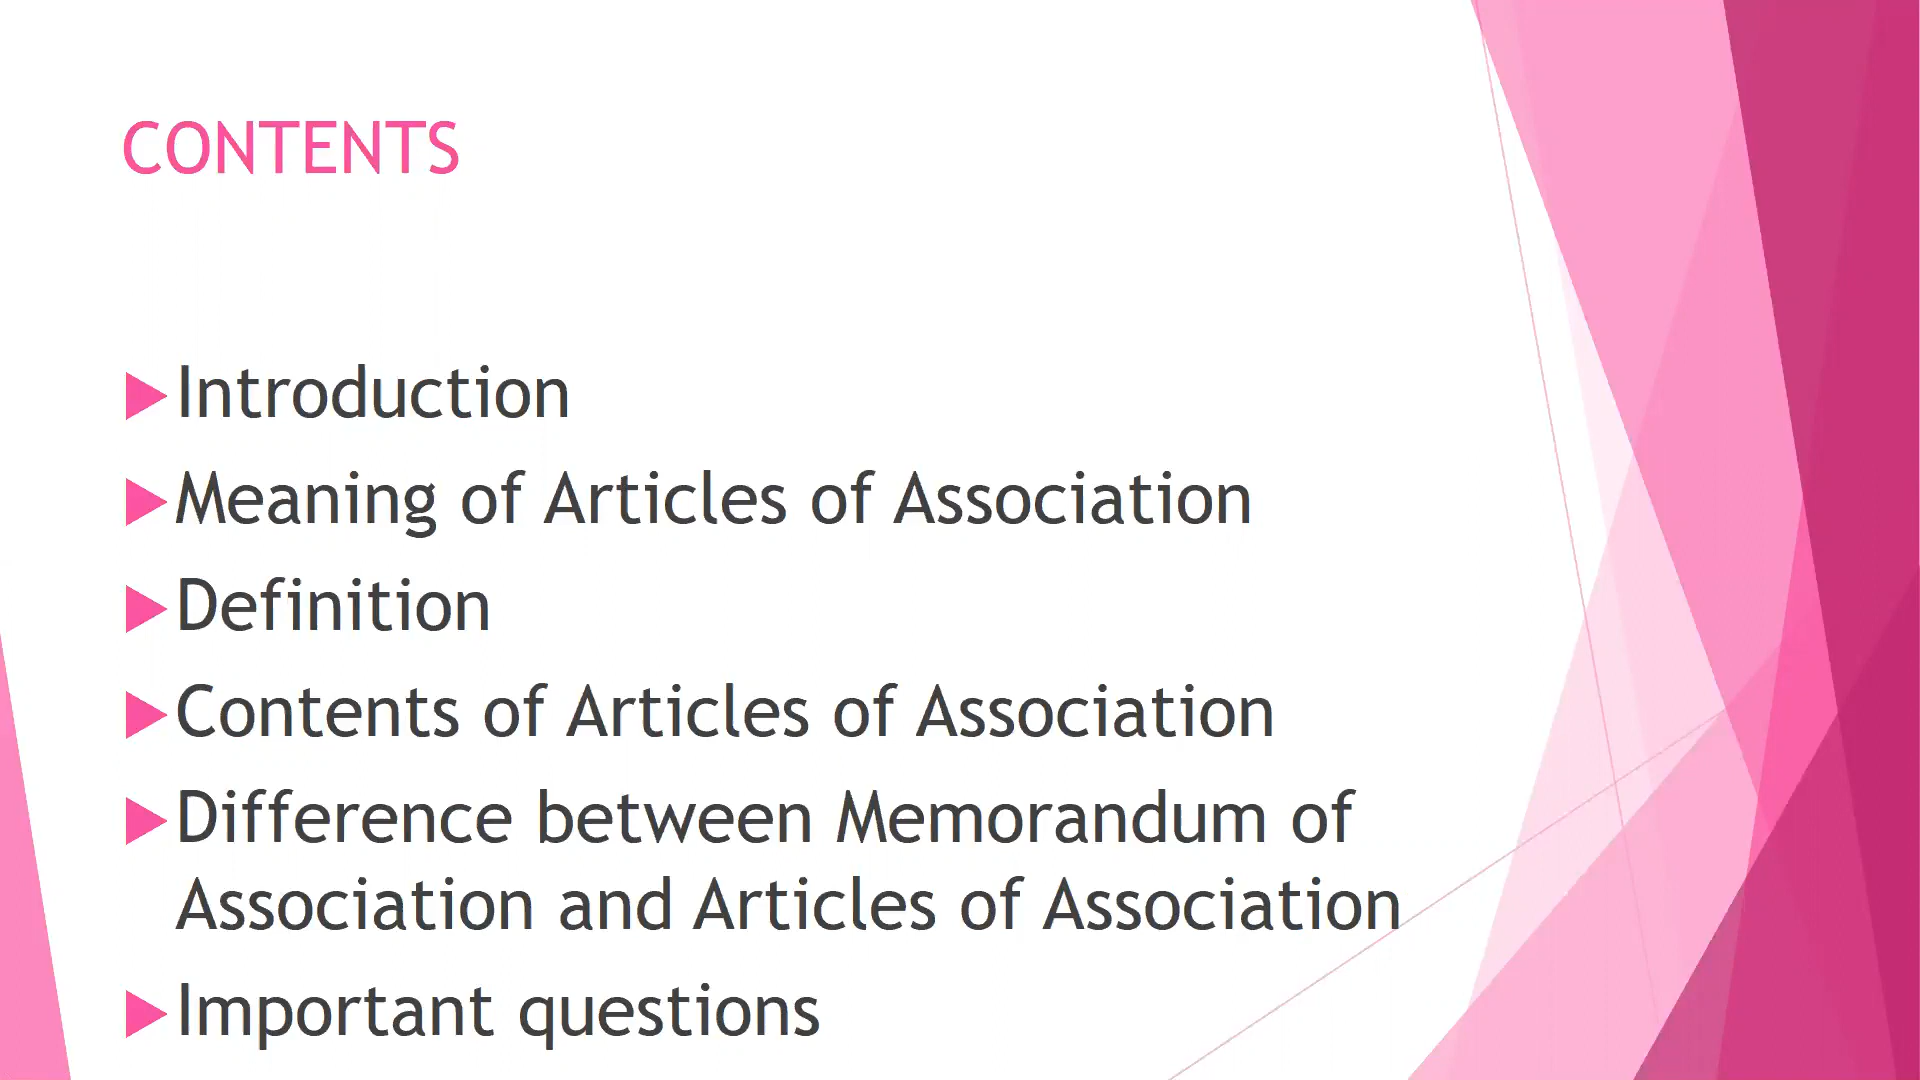 CONTENTS
Introduction
Meaning of Articles of Association
Definition
Contents of Articles of Association
Difference between Memorandum of
Association and Articles of Association
Important questions